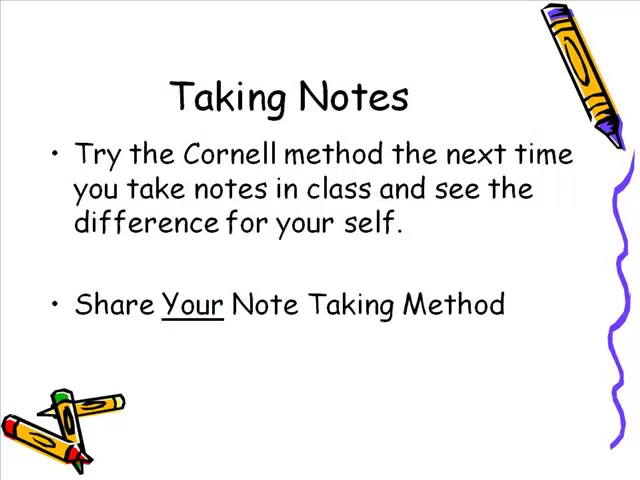 Taking Notes
• Try the Cornell method the next time
you take notes in class and see the
difference for your self.
• Share Your Note Taking Method